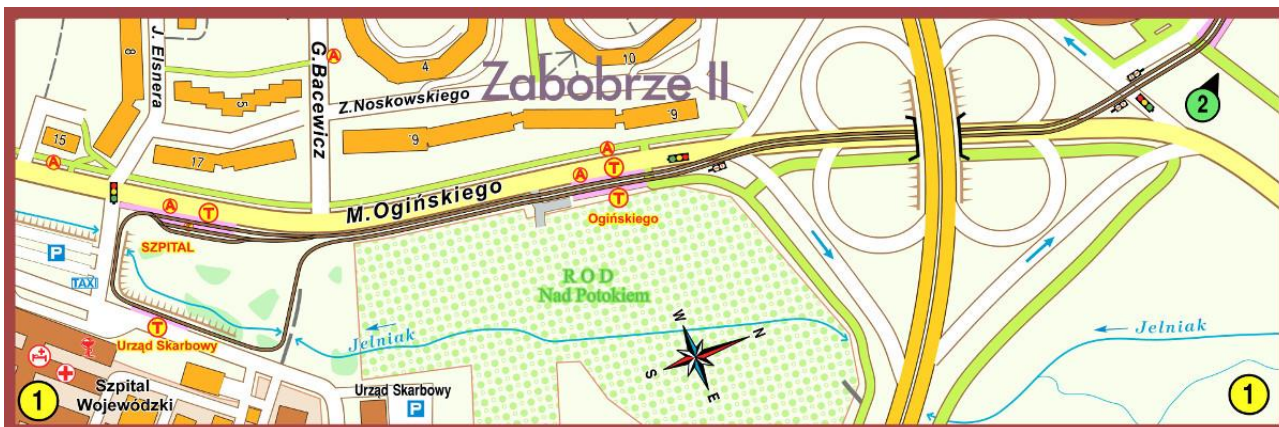 8
J. Elsnera
5
15
17
G.Bacewicz
A
4
10
Zabobrze II
Z.Noskowskiego
9
9
2
A
A
A
T
M.Ogińskiego
A
T
SZPITAL
T
Ogińskiego
P
TAXI
R O D
Nad Potokiem
Jelniak
Jelniak
W
N
S
E
T
Urząd Skarbowy
1
Szpital
Wojewódzki
Urząd Skarbowy
P
1